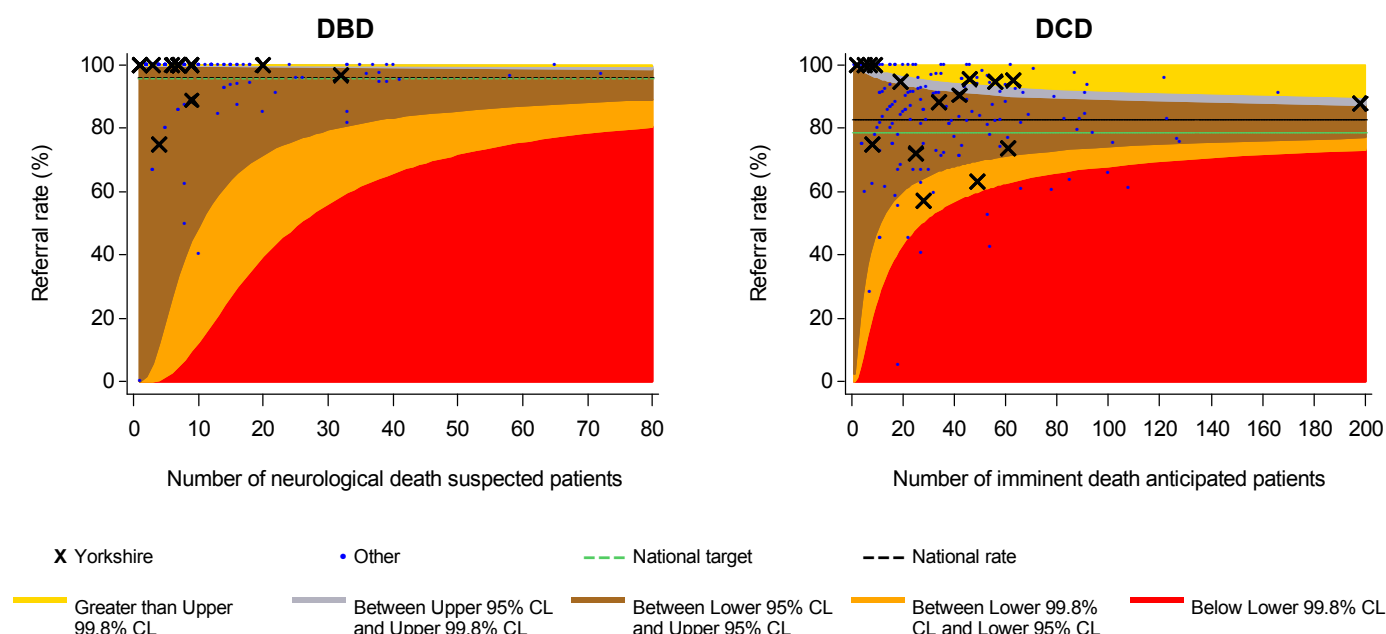 DBD
DCD
Referral rate (%)
100
80
60
40
20
0
0 10 20 30 40 50 60 70 80
Number of neurological death suspected patients
Referral rate (%)
100
80
60
40
20
0
0 20 40 60 80 100 120 140 160 180 200
Number of imminent death anticipated patients
X Yorkshire
Other
National target
National rate
Greater than Upper
99.8% CL
Between Upper 95% CL
and Upper 99.8% CL
Between Lower 95% CL
and Upper 95% CL
Between Lower 99.8%
CL and Lower 95% CL
Below Lower 99.8% CL